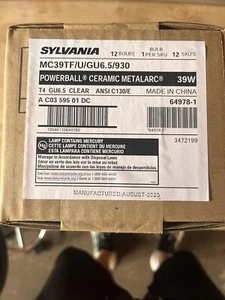 SYLVANIA
12 BULBS
BULB
1 PER SKU
12 SKU'S
MC39TF/U/GU6.5/930
POWERBALL® CERAMIC METALARC® 39W
T4 GU6.5 CLEAR ANSI C130/E MADE IN CHINA
A C03 595 01 DC 64978-1
3472199
Hg
LAMP CONTAINS MERCURY
CETTE LAMPE CONTIENT DU MERCURE
ESTA LAMPARA CONTIENE MERCURIO
MANUFACTURED:AUGUST-2020